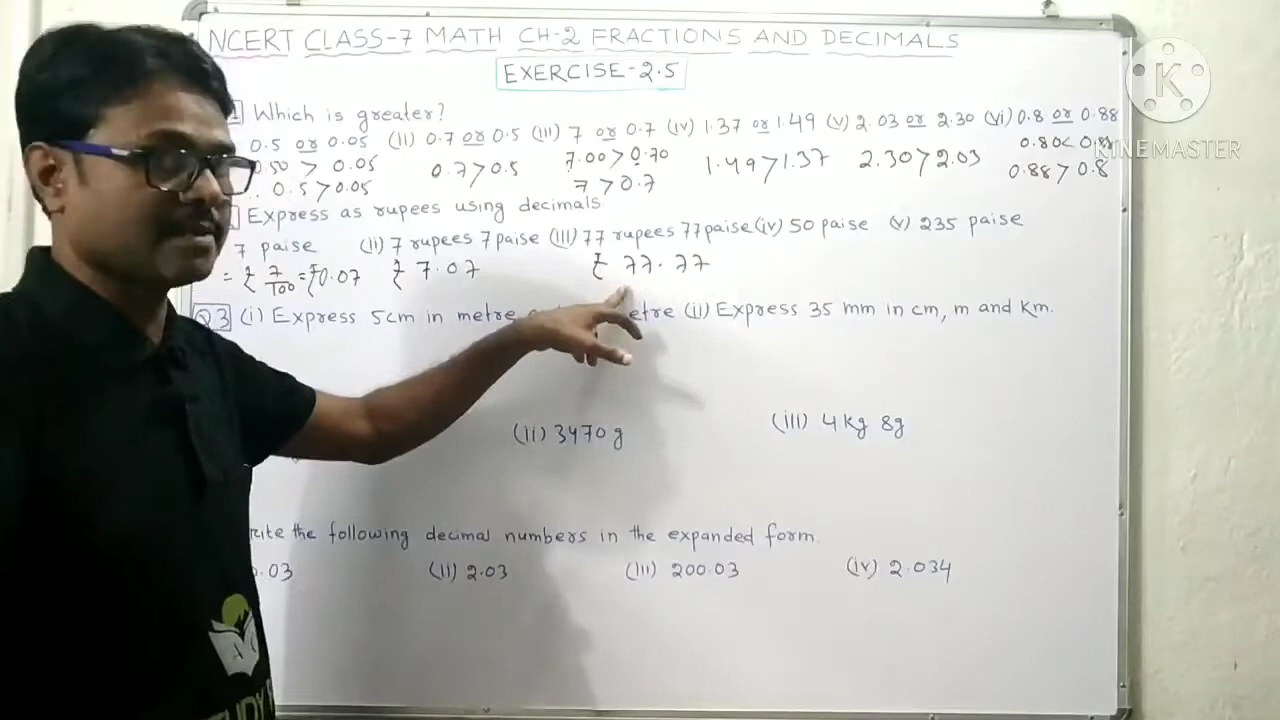 NCERT CLASS-7 MATH CH-2 FRACTIONS AND DECIMALS
EXERCISE-2.5
K
KINEMASTER
1 Which is greater?
0.5 or 0.05 (ii) 0.7 or 0.5 (iii) 7 or 0.7 (iv) 1.37 or 1.49 (v) 2.03 or 2.30 (vi) 0.8 or 0.88
0.50 > 0.05 0.7>0.5 7.00>0.70 1.49>1.37 2.30>2.03 0.80<
0.5>0.05 7>0.7 0.88>0.8
Express as rupees using decimals
7 paise (ii) 7 rupees 7 paise (iii) 77 rupees 77 paise (iv) 50 paise (v) 235 paise
= ₹ 7/100 = ₹0.07 ₹ 7.07 ₹ 77.77
Q3 (i) Express 5cm in metre (ii) Express 35 mm in cm, m and Km.
(ii) 3470 g (iii) 4 kg 8g
the following decimal numbers in the expanded form.
.03 (ii) 2.03 (iii) 200.03 (iv) 2.034